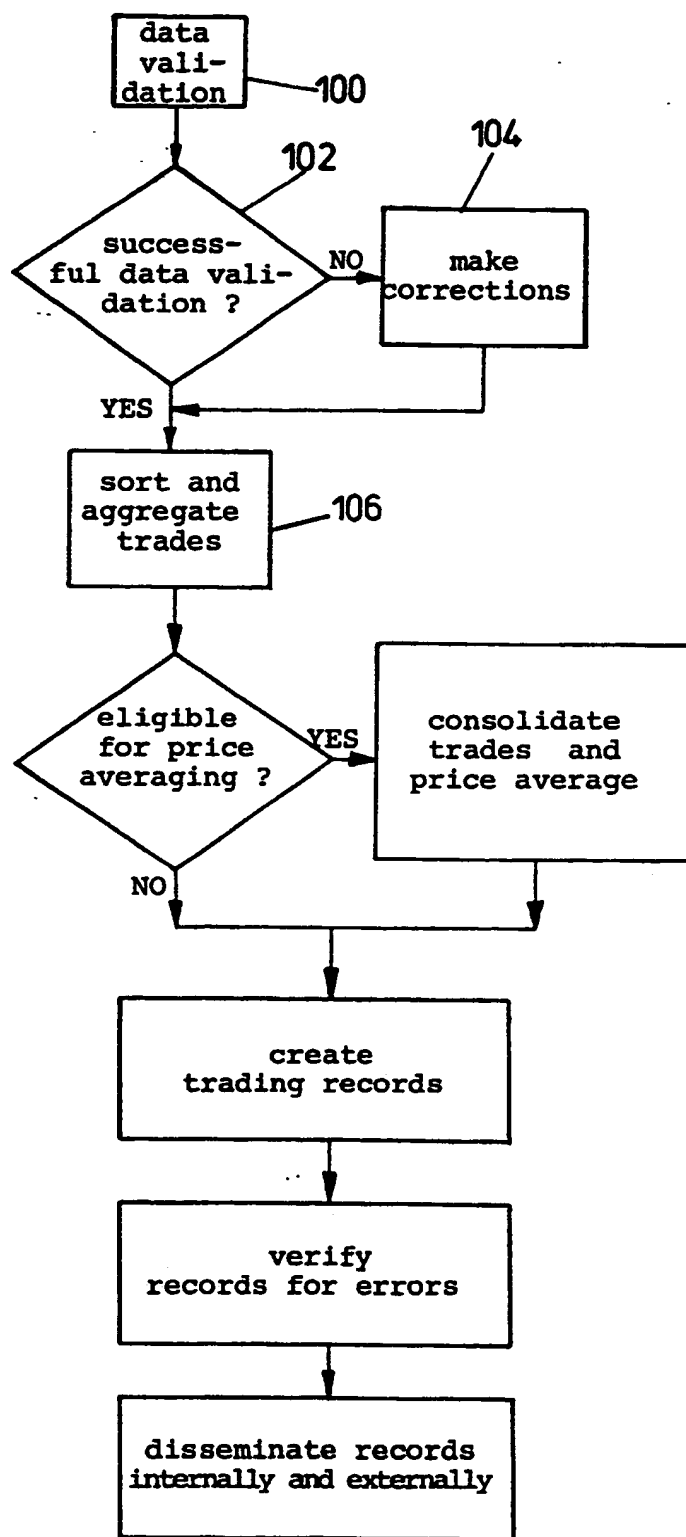 data
vali-
dation
100
102
104
success-
ful data vali-
dation ?
NO
make
corrections
YES
sort and
aggregate
trades
106
eligible
for price
averaging ?
YES
consolidate
trades and
price average
NO
create
trading records
verify
records for errors
disseminate records
internally and externally